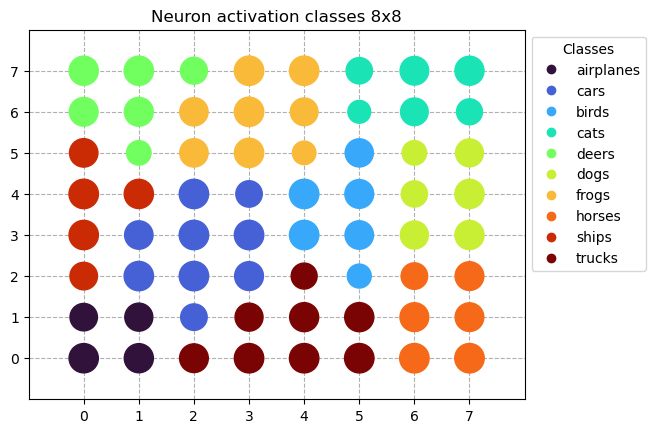 Neuron activation classes 8x8
7
6
5
4
3
2
1
0
0 1 2 3 4 5 6 7
Classes
airplanes
cars
birds
cats
deers
dogs
frogs
horses
ships
trucks